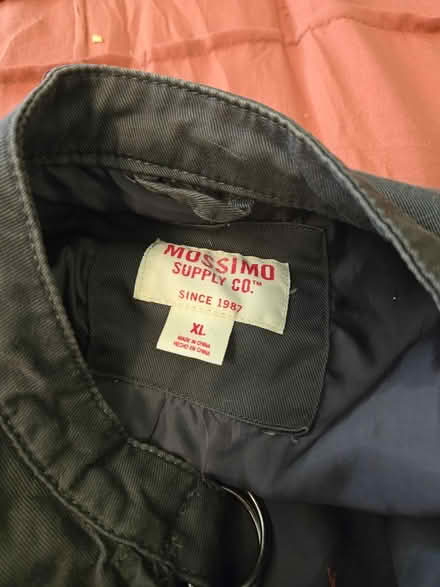 MOSSIMO
SUPPLY CO.™
SINCE 1987
XL
MADE IN CHINA
HECHO EN CHINA